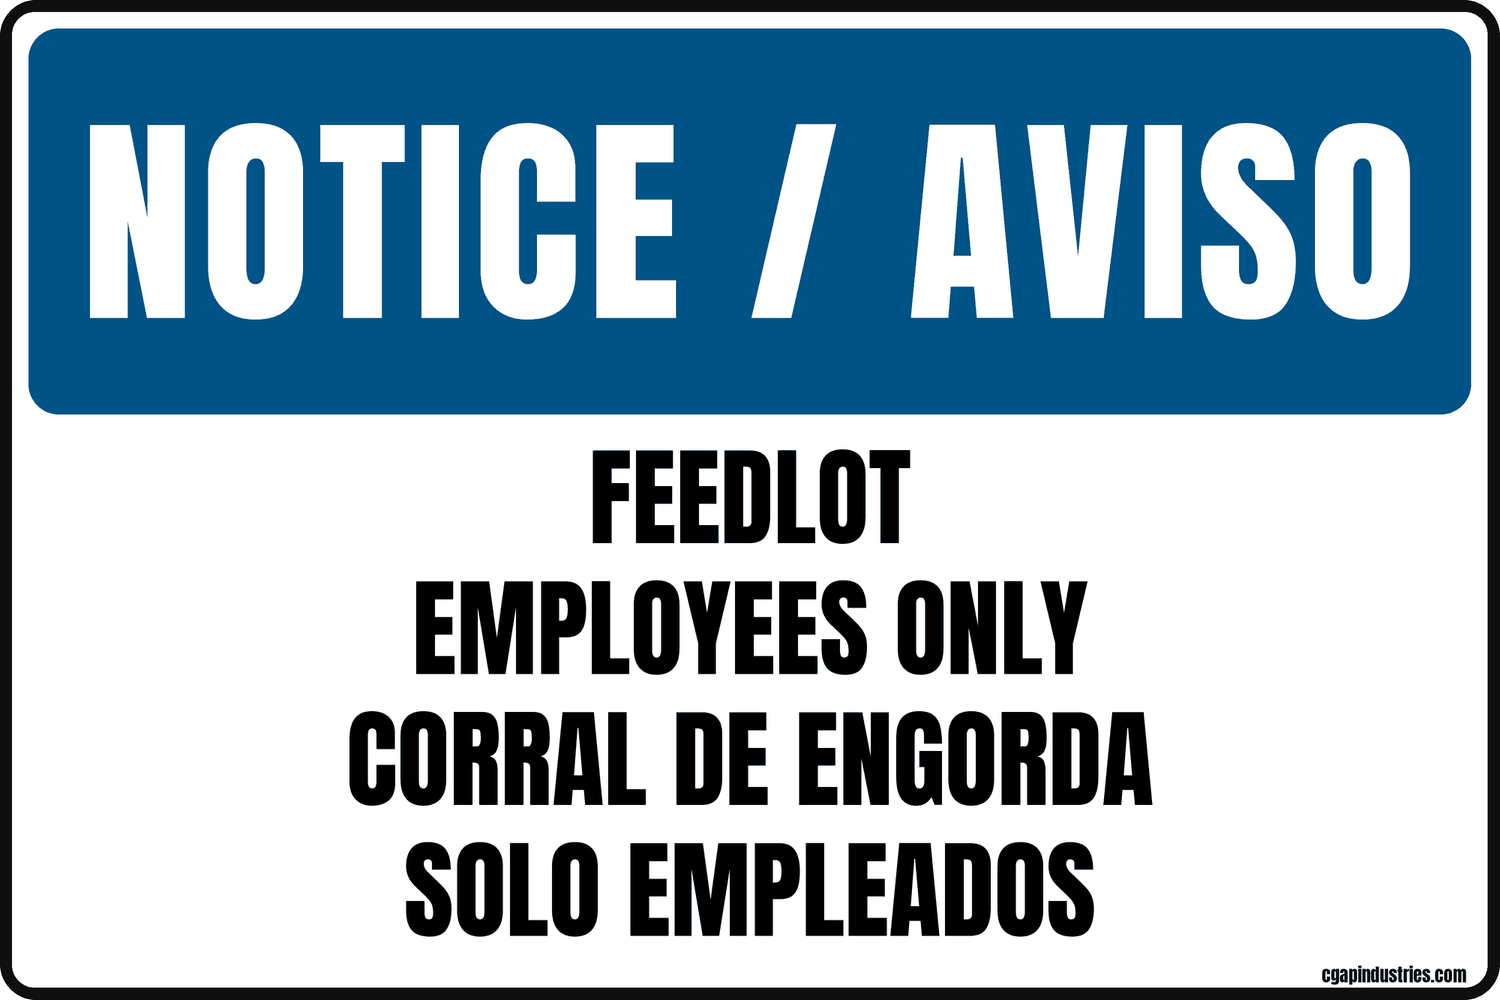 NOTICE / AVISO
FEEDLOT
EMPLOYEES ONLY
CORRAL DE ENGORDA
SOLO EMPLEADOS
cgapindustries.com